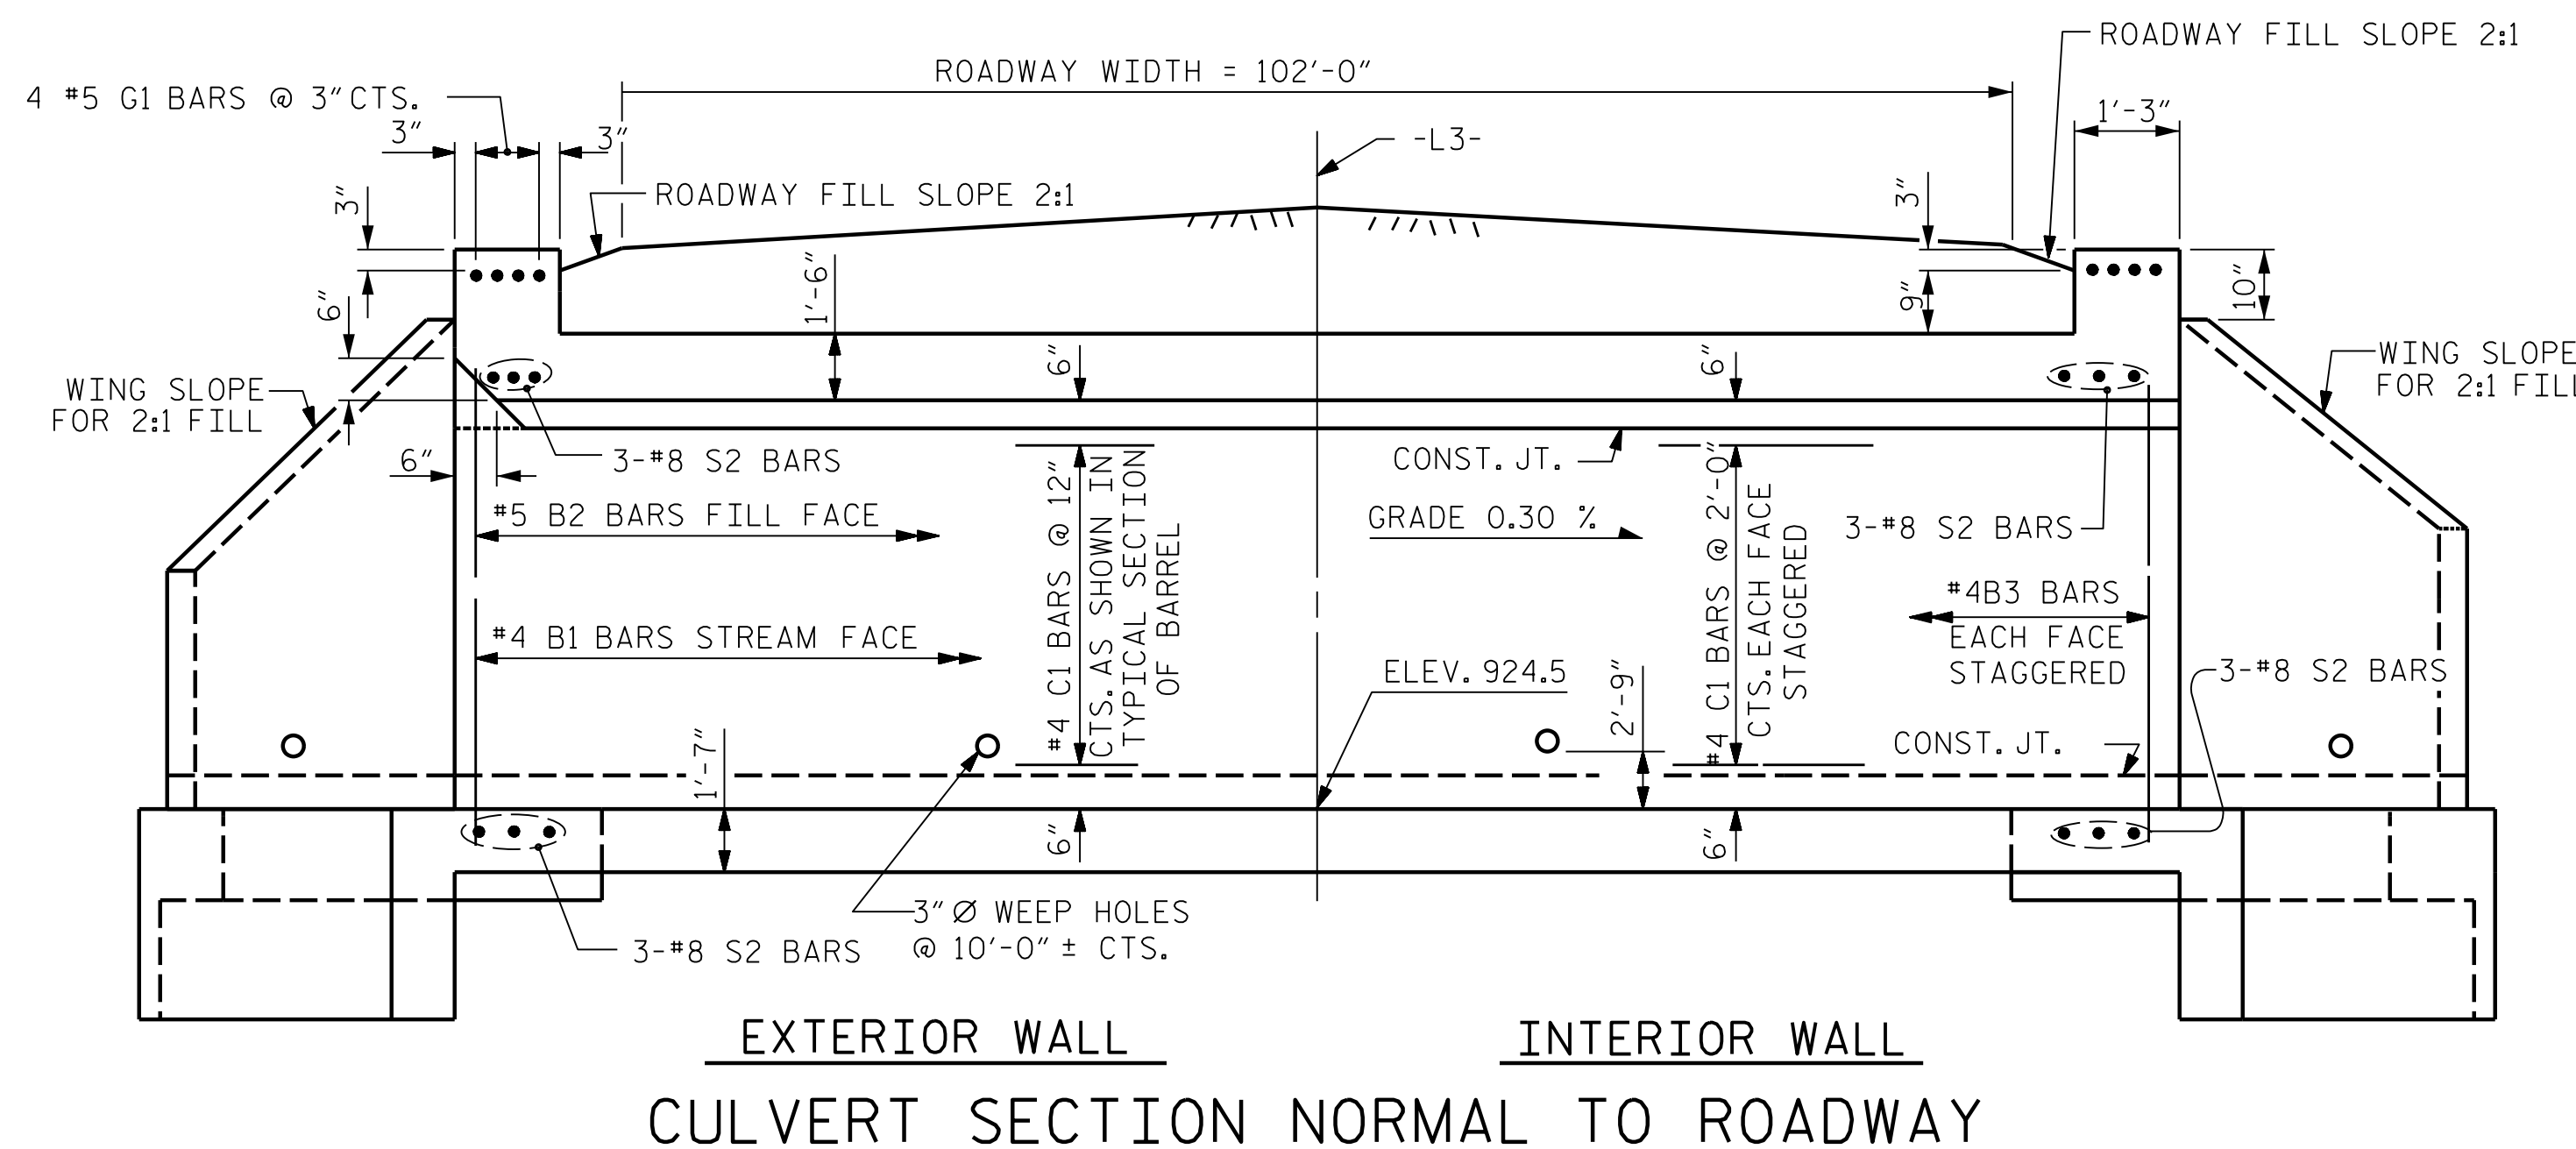 ROADWAY FILL SLOPE 2:1
ROADWAY WIDTH = 102'-0"
4 #5 G1 BARS @ 3" CTS.
1'-3"
3"
3"
-L3-
ROADWAY FILL SLOPE 2:1
3"
3"
6"
1'-6"
9"
10"
WING SLOPE
FOR 2:1 FILL
6"
6"
WING SLOPE
FOR 2:1 FILL
6"
3-#8 S2 BARS
CONST. JT.
#5 B2 BARS FILL FACE
GRADE 0.30 %
3-#8 S2 BARS
#4 C1 BARS @ 12"
CTS. AS SHOWN IN
TYPICAL SECTION
OF BARREL
#4 C1 BARS @ 2'-0"
CTS. EACH FACE
STAGGERED
#4B3 BARS
EACH FACE
STAGGERED
#4 B1 BARS STREAM FACE
ELEV. 924.5
2'-9"
3-#8 S2 BARS
CONST. JT.
1'-7"
6"
6"
3" Ø WEEP HOLES
@ 10'-0" ± CTS.
3-#8 S2 BARS
EXTERIOR WALL
INTERIOR WALL
CULVERT SECTION NORMAL TO ROADWAY